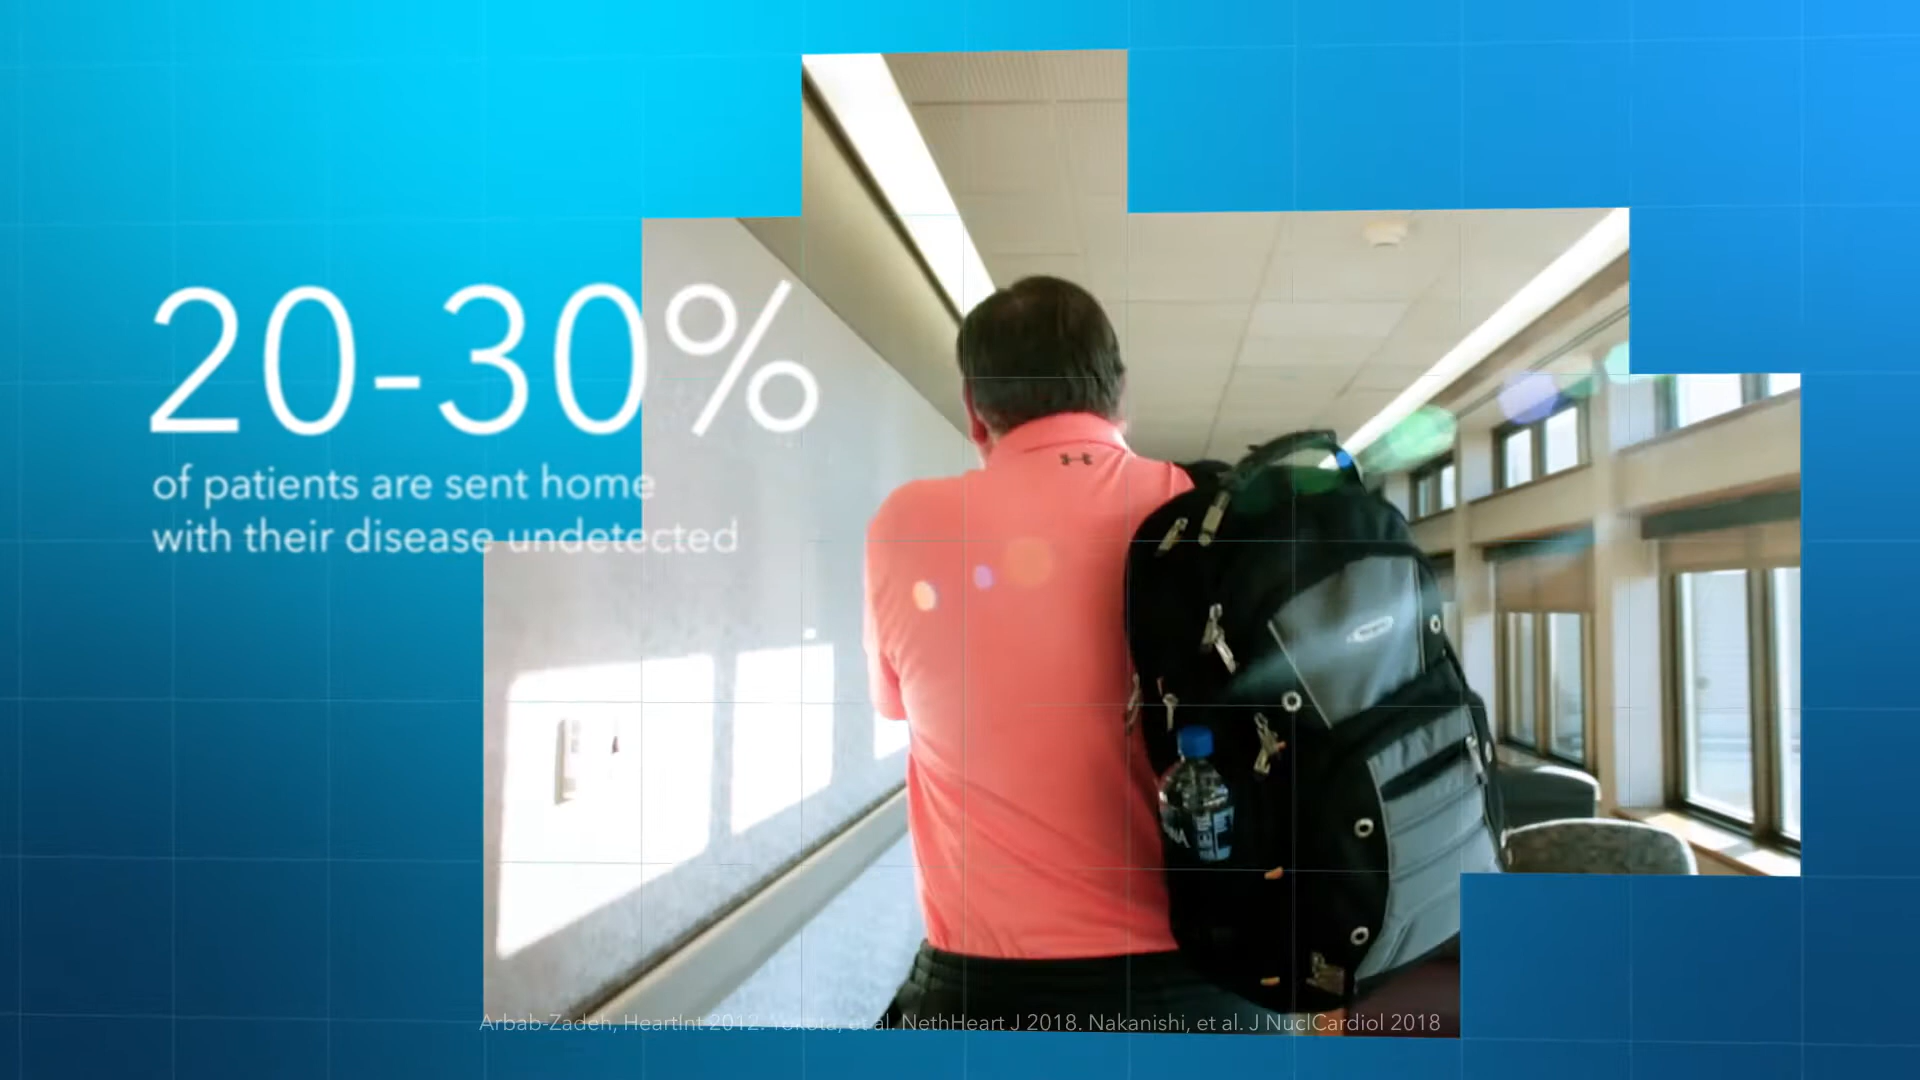 20-30%
of patients are sent home
with their disease undetected
Arbab-Zadeh, HeartInt 2012. Yokota, et al. NethHeart J 2018. Nakanishi, et al. J NuclCardiol 2018